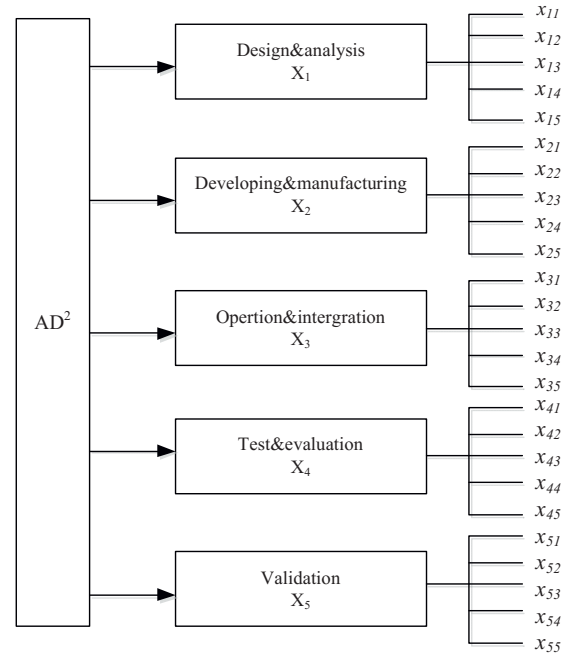 AD²
Design&analysis
X₁
x₁₁
x₁₂
x₁₃
x₁₄
x₁₅
Developing&manufacturing
X₂
x₂₁
x₂₂
x₂₃
x₂₄
x₂₅
Opertion&intergration
X₃
x₃₁
x₃₂
x₃₃
x₃₄
x₃₅
Test&evaluation
X₄
x₄₁
x₄₂
x₄₃
x₄₄
x₄₅
Validation
X₅
x₅₁
x₅₂
x₅₃
x₅₄
x₅₅